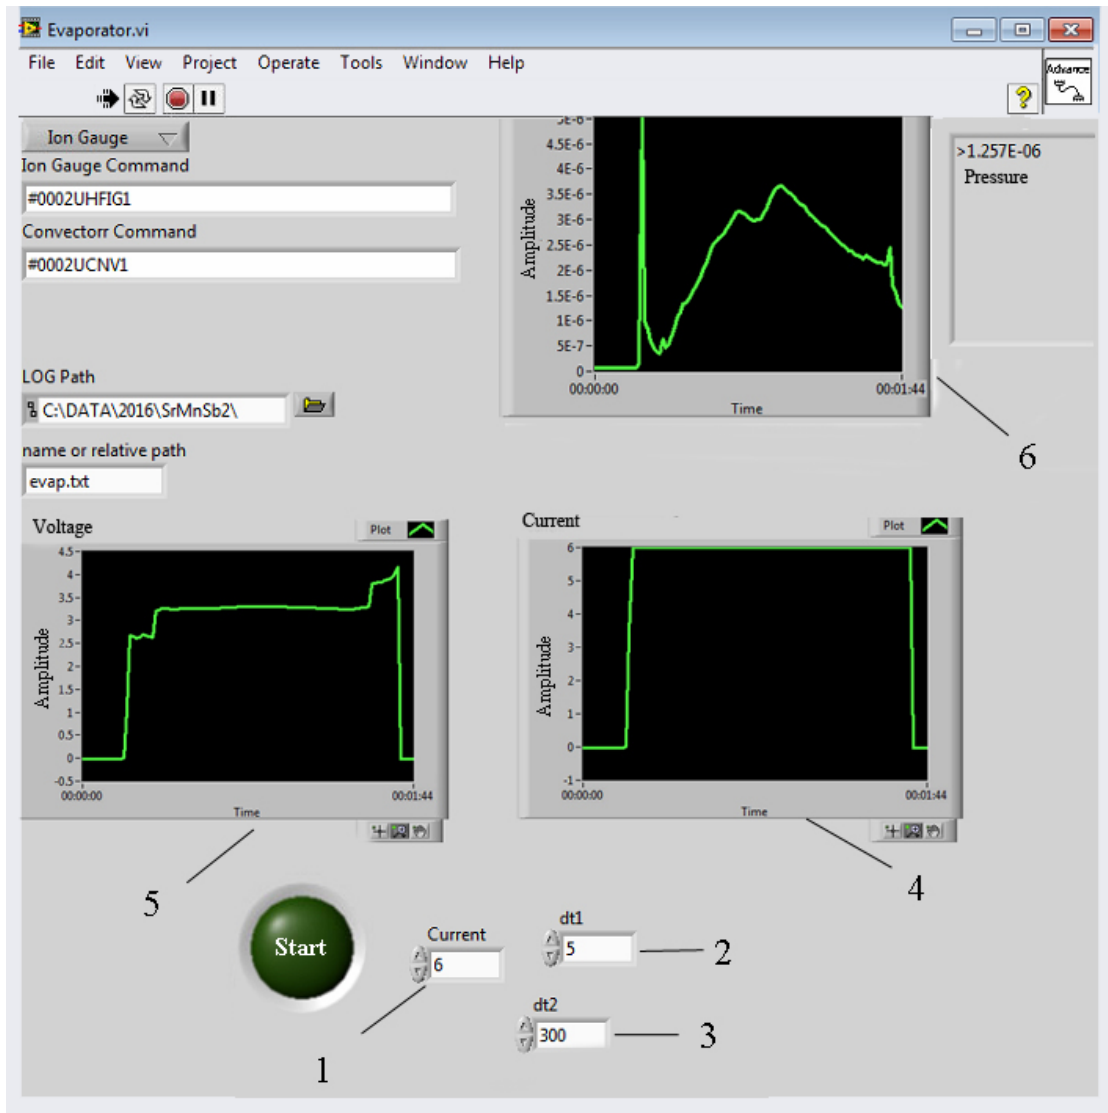 Evaporator.vi
File Edit View Project Operate Tools Window Help
Advance
Ion Gauge
Ion Gauge Command
#0002UHFIG1
Convectorr Command
#0002UCNV1
LOG Path
C:\DATA\2016\SrMnSb2\
name or relative path
evap.txt
Amplitude
5E-6
4.5E-6
4E-6
3.5E-6
3E-6
2.5E-6
2E-6
1.5E-6
1E-6
5E-7
0
00:00:00 00:01:44
Time
>1.257E-06
Pressure
6
Voltage
Plot
Amplitude
4.5
4
3.5
3
2.5
2
1.5
1
0.5
0
-0.5
00:00:00 00:01:44
Time
5
Current
Plot
Amplitude
6
5
4
3
2
1
0
-1
00:00:00 00:01:44
Time
4
Start
Current
6
1
dt1
5
2
dt2
300
3